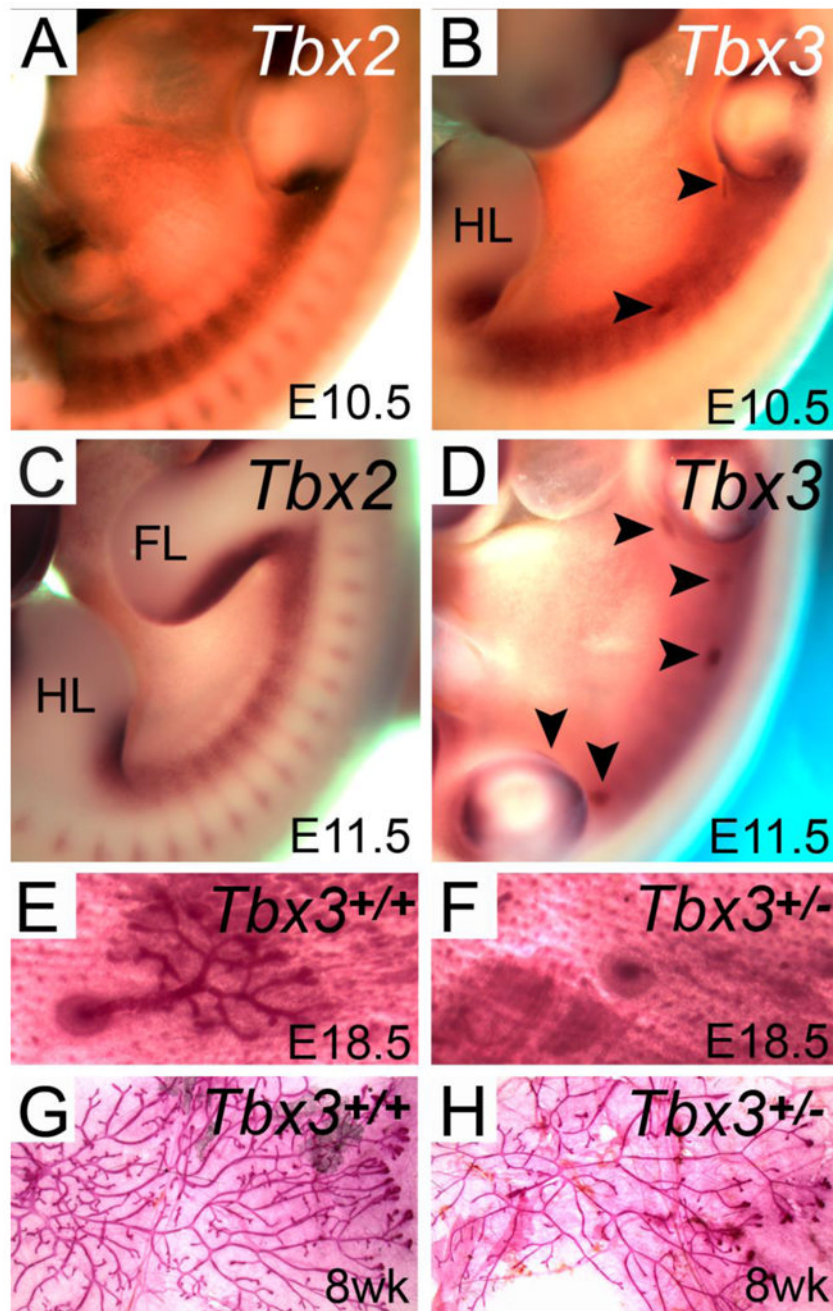 A Tbx2
E10.5
B Tbx3
HL
E10.5
C Tbx2
FL
HL
E11.5
D Tbx3
E11.5
E Tbx3+/+
E18.5
F Tbx3+/-
E18.5
G Tbx3+/+
8wk
H Tbx3+/-
8wk